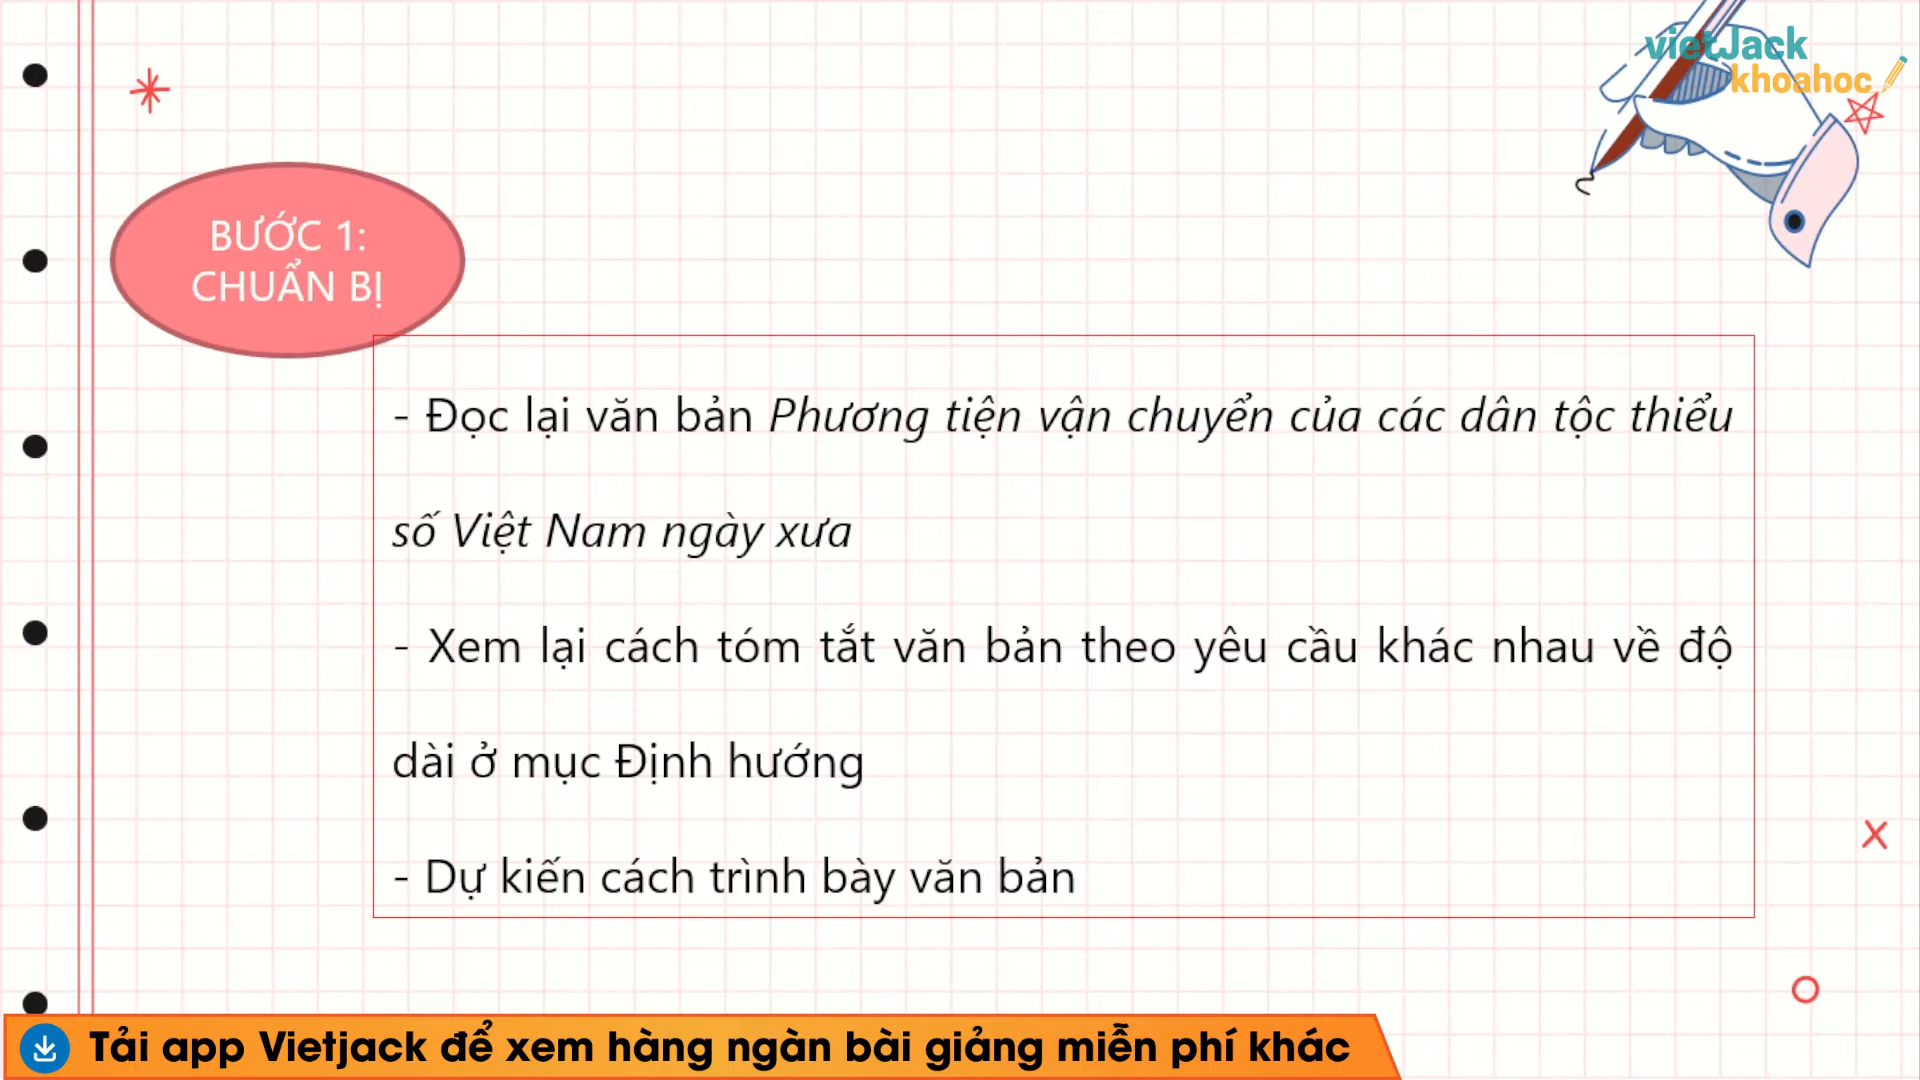 vietJack
khoahoc
BƯỚC 1:
CHUẨN BỊ
- Đọc lại văn bản Phương tiện vận chuyển của các dân tộc thiểu
số Việt Nam ngày xưa
- Xem lại cách tóm tắt văn bản theo yêu cầu khác nhau về độ
dài ở mục Định hướng
- Dự kiến cách trình bày văn bản
Tải app Vietjack để xem hàng ngàn bài giảng miễn phí khác